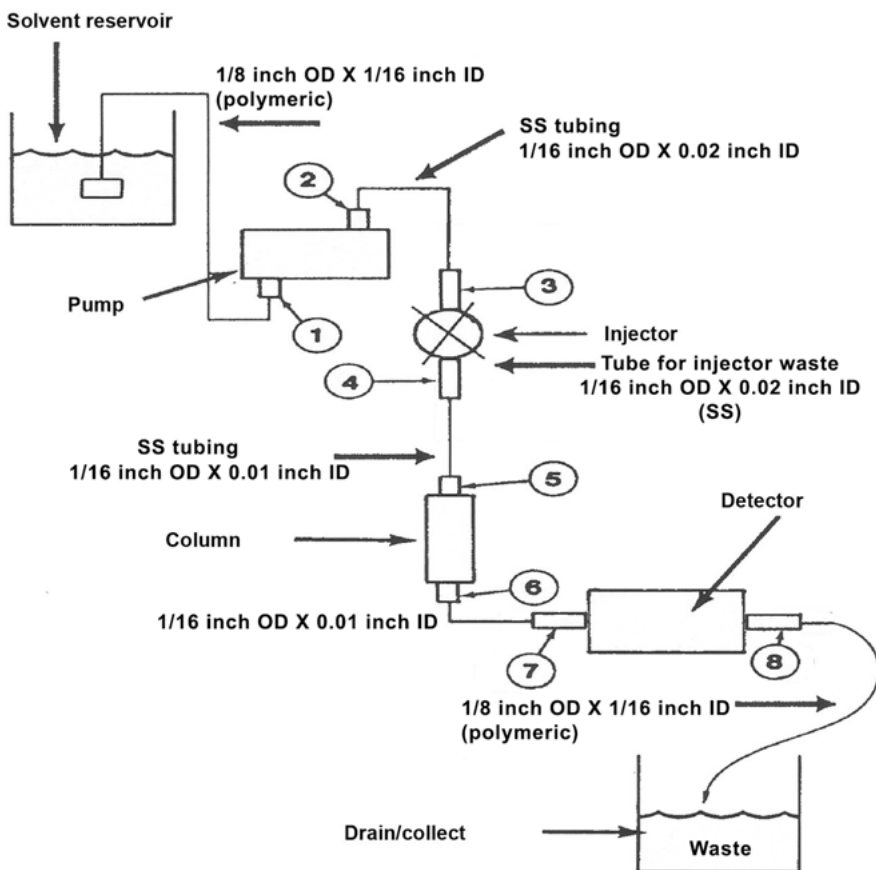 Solvent reservoir
1/8 inch OD X 1/16 inch ID
(polymeric)
SS tubing
1/16 inch OD X 0.02 inch ID
2
3
Pump
1
Injector
4
Tube for injector waste
1/16 inch OD X 0.02 inch ID
(SS)
SS tubing
1/16 inch OD X 0.01 inch ID
5
Detector
Column
6
1/16 inch OD X 0.01 inch ID
7
8
1/8 inch OD X 1/16 inch ID
(polymeric)
Drain/collect
Waste